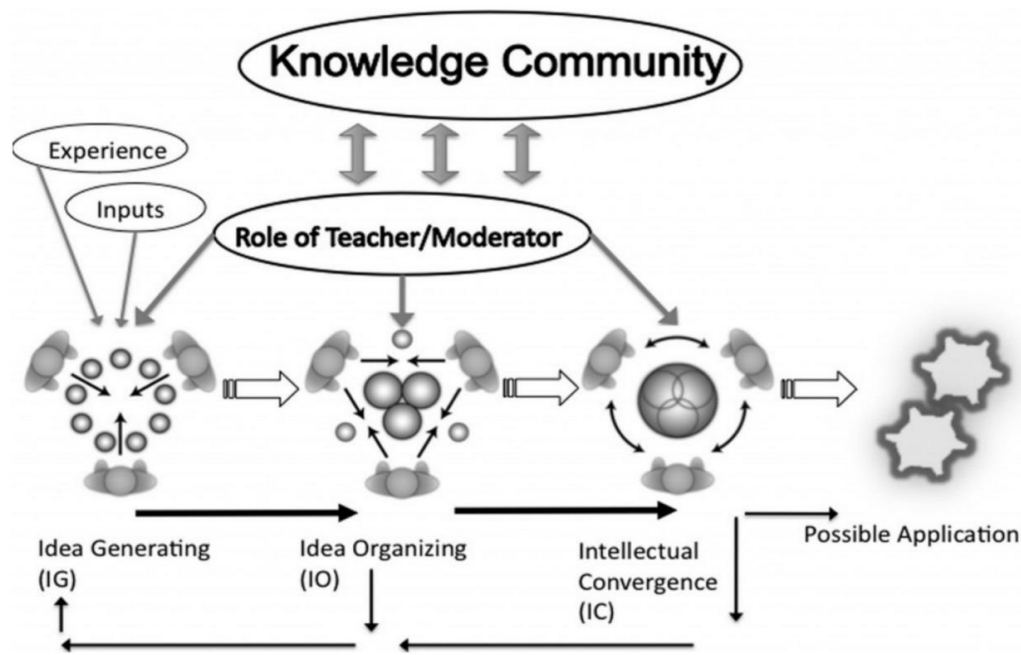 Knowledge Community
Experience
Inputs
Role of Teacher/Moderator
Idea Generating
(IG)
Idea Organizing
(IO)
Intellectual
Convergence
(IC)
Possible Application